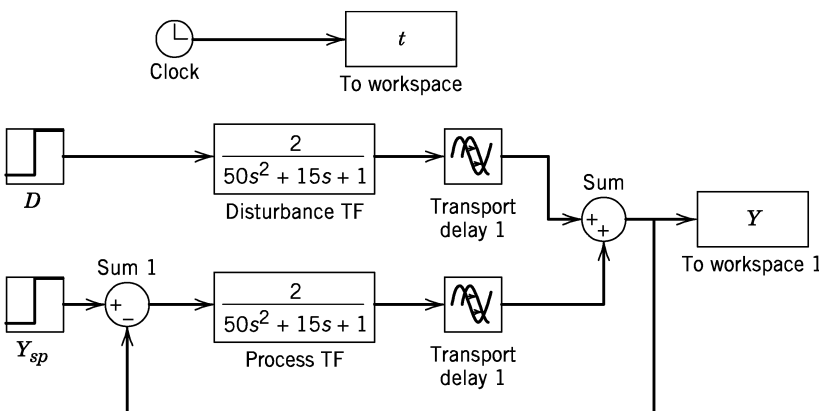 t
Clock
To workspace
2
50s² + 15s + 1
D
Disturbance TF
Transport
delay 1
Sum
+
+
Y
To workspace 1
Sum 1
+
−
2
50s² + 15s + 1
Y_sp
Process TF
Transport
delay 1